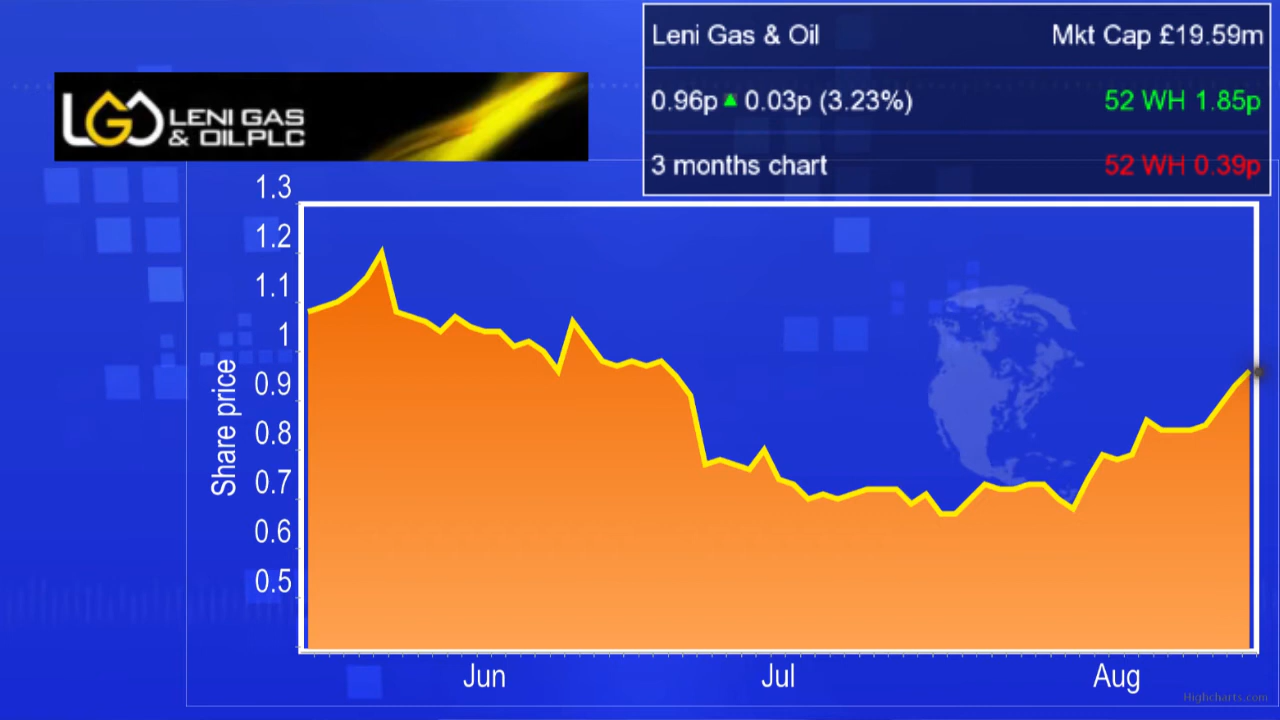 Leni Gas & Oil
Mkt Cap £19.59m
0.96p ▲ 0.03p (3.23%)
52 WH 1.85p
3 months chart
52 WH 0.39p
LGO LENI GAS
& OIL PLC
1.3
1.2
1.1
1
0.9
0.8
0.7
0.6
0.5
Share price
Jun
Jul
Aug
Highcharts.com